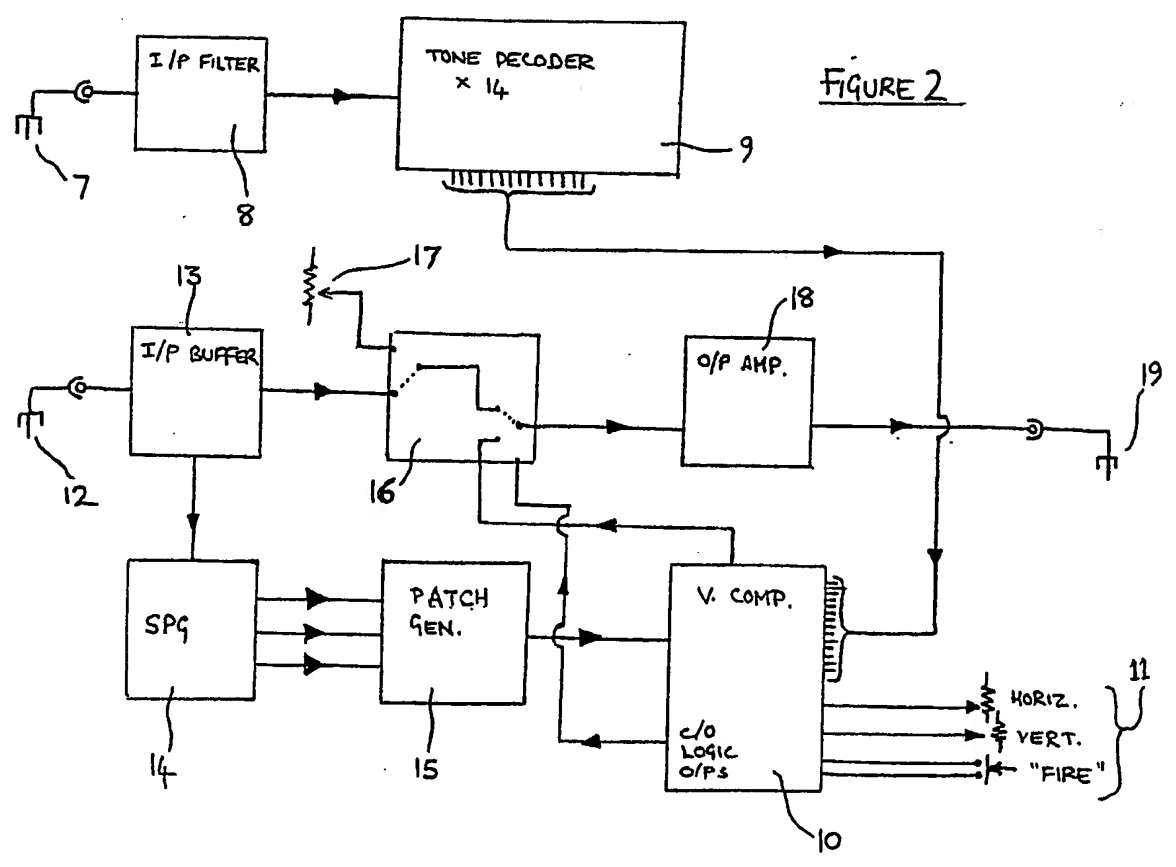 I/P FILTER
TONE DECODER
× 14
FIGURE 2
7
8
9
17
13
18
I/P BUFFER
O/P AMP.
19
12
16
SPG
PATCH
GEN.
V. COMP.
11
HORIZ.
VERT.
C/O
LOGIC
O/PS
"FIRE"
14
15
10